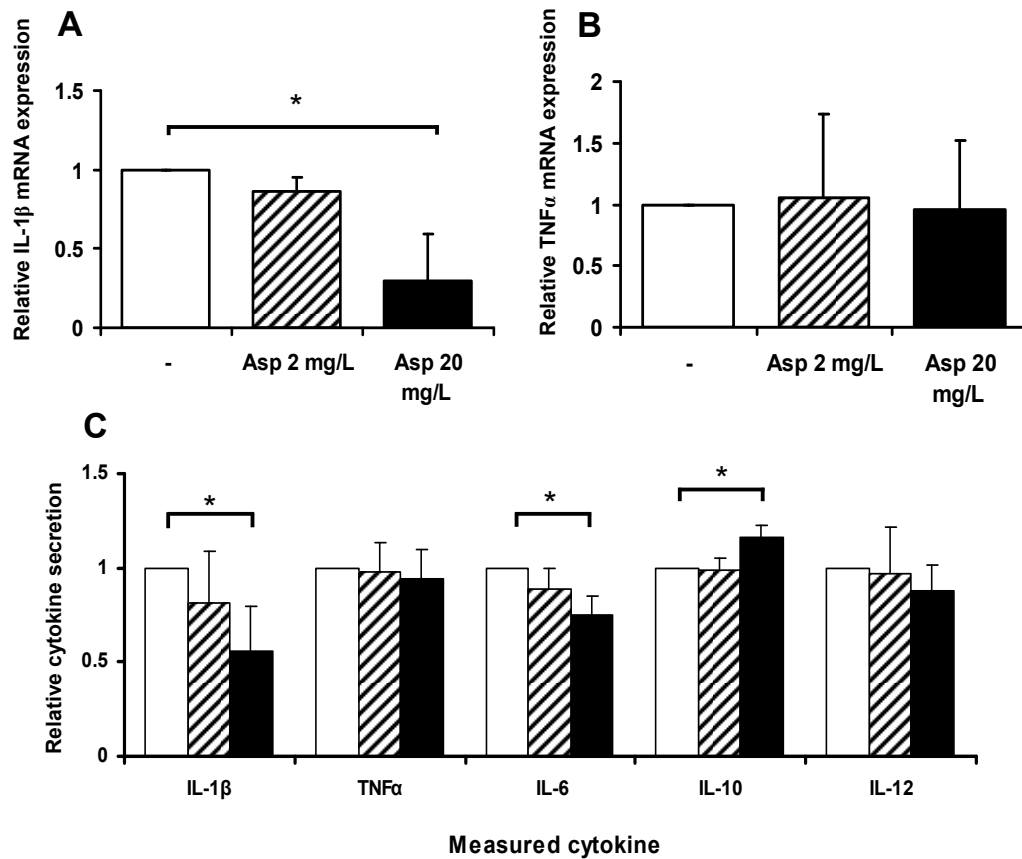 A
Relative IL-1β mRNA expression
1.5
1
0.5
0
*
-
Asp 2 mg/L
Asp 20
mg/L
B
Relative TNFα mRNA expression
2
1.5
1
0.5
0
-
Asp 2 mg/L
Asp 20
mg/L
C
Relative cytokine secretion
1.5
1
0.5
0
*
*
*
IL-1β
TNFα
IL-6
IL-10
IL-12
Measured cytokine